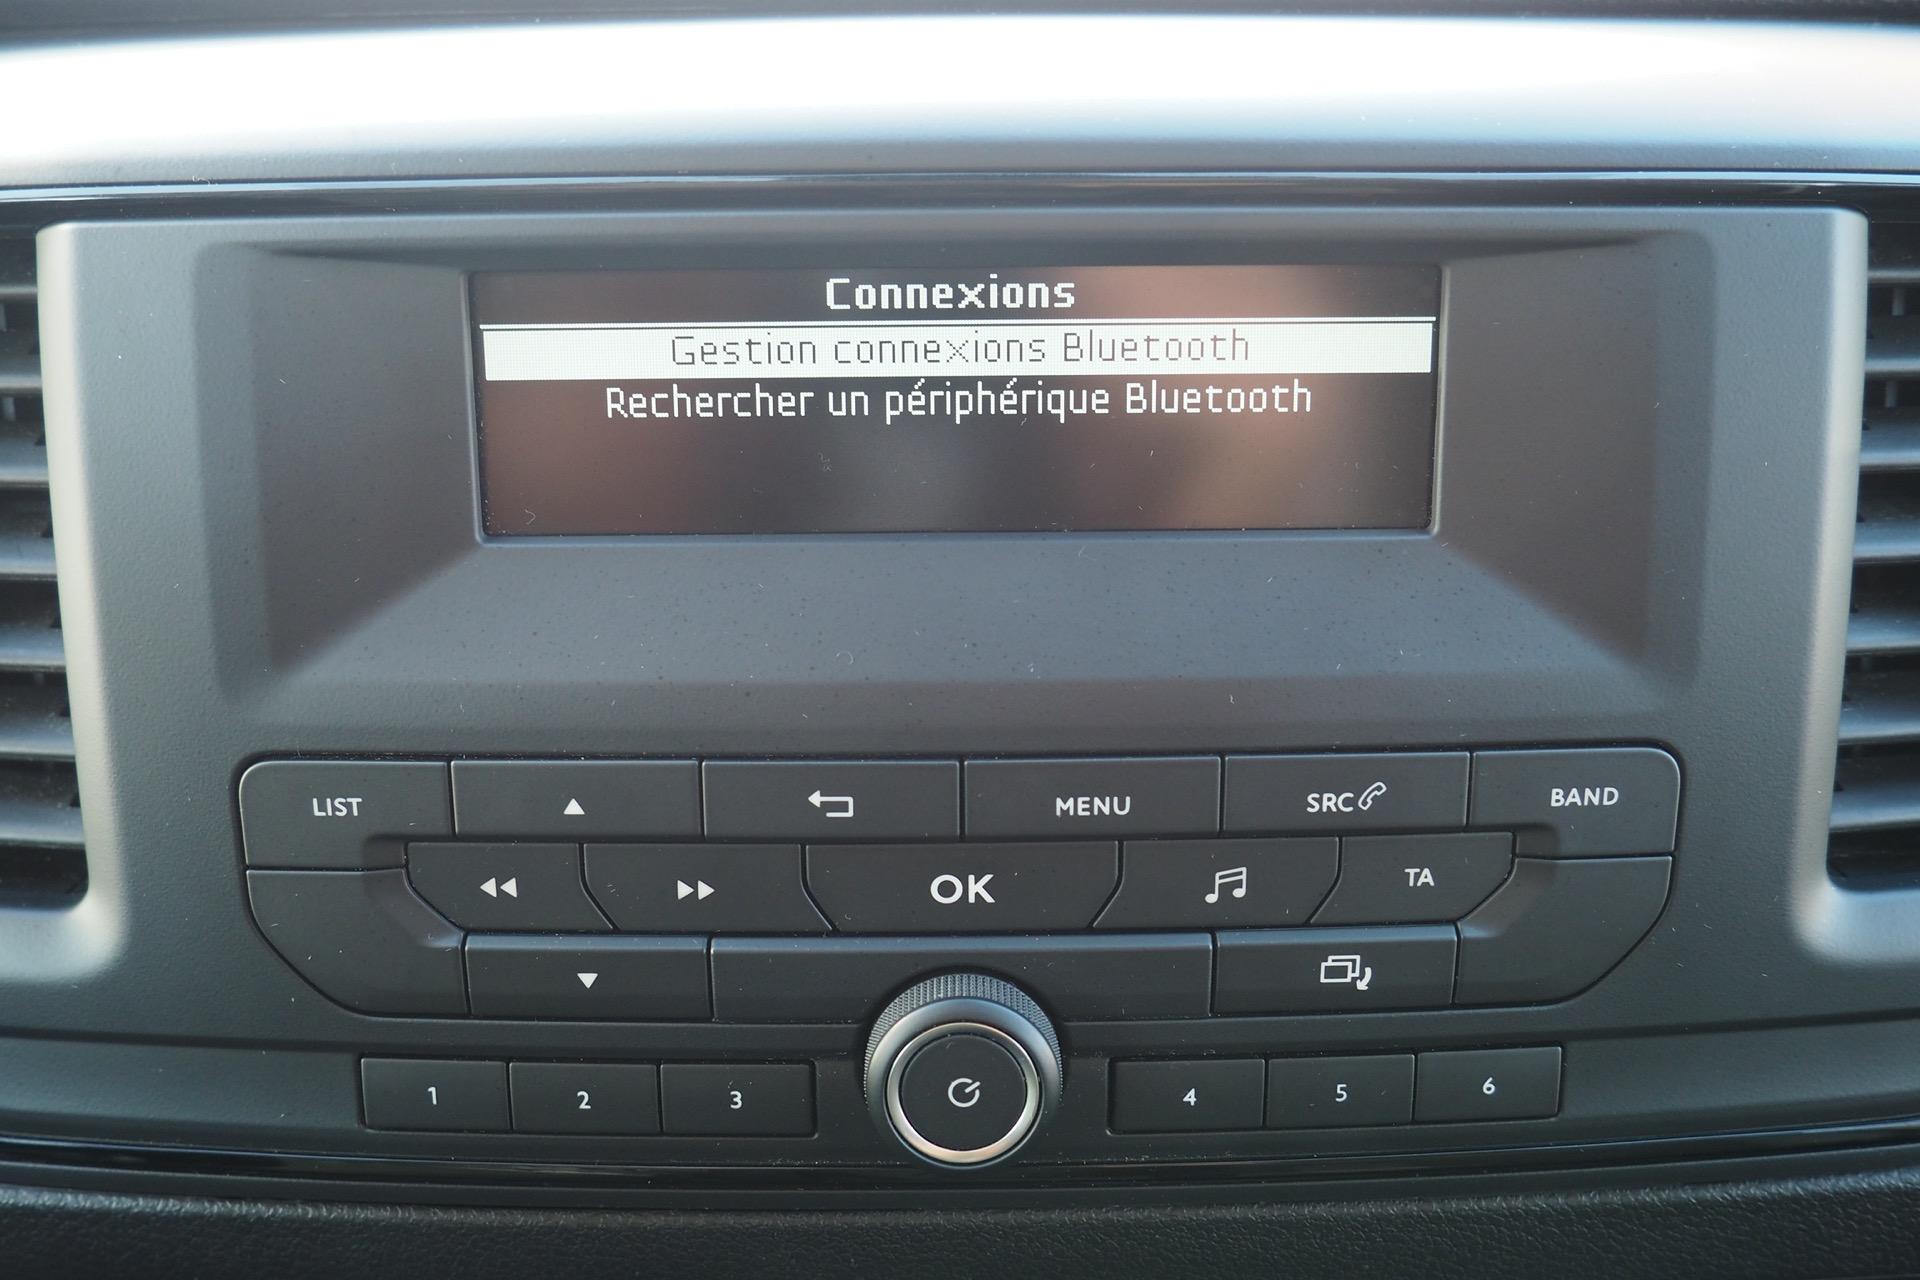 Connexions
Gestion connexions Bluetooth
Rechercher un périphérique Bluetooth
LIST MENU SRC BAND
OK TA
1 2 3 4 5 6